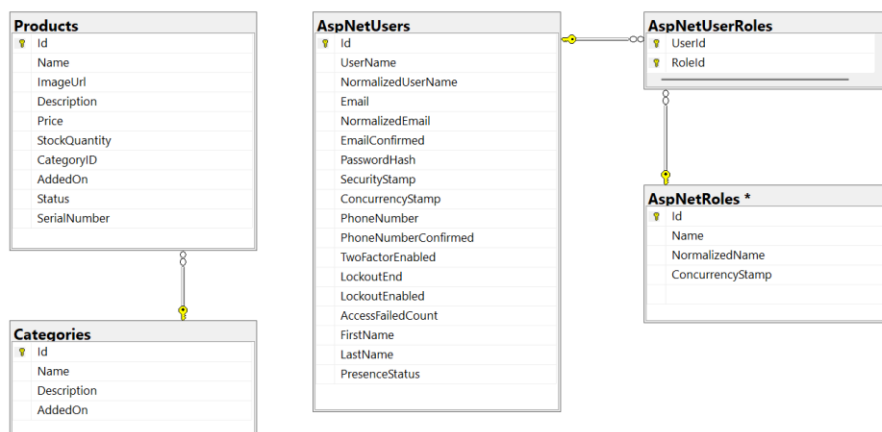 Products
Id
Name
ImageUrl
Description
Price
StockQuantity
CategoryID
AddedOn
Status
SerialNumber
Categories
Id
Name
Description
AddedOn
AspNetUsers
Id
UserName
NormalizedUserName
Email
NormalizedEmail
EmailConfirmed
PasswordHash
SecurityStamp
ConcurrencyStamp
PhoneNumber
PhoneNumberConfirmed
TwoFactorEnabled
LockoutEnd
LockoutEnabled
AccessFailedCount
FirstName
LastName
PresenceStatus
AspNetUserRoles
UserId
RoleId
AspNetRoles *
Id
Name
NormalizedName
ConcurrencyStamp